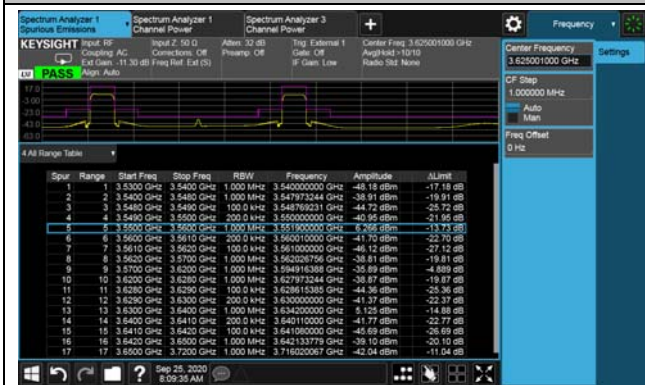 Spectrum Analyzer 1
Spurious Emissions
Spectrum Analyzer 1
Channel Power
Spectrum Analyzer 3
Channel Power
+
Frequency
KEYSIGHT
Input: RF
Coupling: AC
Ext Gain: -11.30 dB
Align: Auto
Input Z: 50 Ω
Corrections: Off
Freq Ref: Ext (S)
Atten: 32 dB
Preamp: Off
Trig: External 1
Gate: Off
IF Gain: Low
Center Freq: 3.625001000 GHz
Avg|Hold:>10/10
Radio Std: None
PASS
Center Frequency
3.625001000 GHz
Settings
CF Step
1.000000 MHz
Auto
Man
Freq Offset
0 Hz
17.0
-3.00
-23.0
-43.0
-63.0
4 All Range Table
Spur Range Start Freq Stop Freq RBW Frequency Amplitude ΔLimit
1 1 3.5300 GHz 3.5400 GHz 1.000 MHz 3.540000000 GHz -48.18 dBm -17.18 dB
2 2 3.5400 GHz 3.5480 GHz 1.000 MHz 3.547973244 GHz -38.91 dBm -19.91 dB
3 3 3.5480 GHz 3.5490 GHz 100.0 kHz 3.548769231 GHz -44.72 dBm -25.72 dB
4 4 3.5490 GHz 3.5500 GHz 200.0 kHz 3.550000000 GHz -40.95 dBm -21.95 dB
5 5 3.5500 GHz 3.5600 GHz 1.000 MHz 3.551900000 GHz 6.266 dBm -13.73 dB
6 6 3.5600 GHz 3.5610 GHz 200.0 kHz 3.560010000 GHz -41.70 dBm -22.70 dB
7 7 3.5610 GHz 3.5620 GHz 100.0 kHz 3.561000000 GHz -46.12 dBm -27.12 dB
8 8 3.5620 GHz 3.5700 GHz 1.000 MHz 3.562026756 GHz -38.81 dBm -19.81 dB
9 9 3.5700 GHz 3.6200 GHz 1.000 MHz 3.594916388 GHz -35.89 dBm -4.889 dB
10 10 3.6200 GHz 3.6280 GHz 1.000 MHz 3.627973244 GHz -38.87 dBm -19.87 dB
11 11 3.6280 GHz 3.6290 GHz 100.0 kHz 3.628615385 GHz -44.36 dBm -25.36 dB
12 12 3.6290 GHz 3.6300 GHz 200.0 kHz 3.630000000 GHz -41.37 dBm -22.37 dB
13 13 3.6300 GHz 3.6400 GHz 1.000 MHz 3.634200000 GHz 5.125 dBm -14.88 dB
14 14 3.6400 GHz 3.6410 GHz 200.0 kHz 3.640110000 GHz -41.77 dBm -22.77 dB
15 15 3.6410 GHz 3.6420 GHz 100.0 kHz 3.641080000 GHz -45.69 dBm -26.69 dB
16 16 3.6420 GHz 3.6500 GHz 1.000 MHz 3.642133779 GHz -39.10 dBm -20.10 dB
17 17 3.6500 GHz 3.7200 GHz 1.000 MHz 3.716020067 GHz -42.04 dBm -11.04 dB
?
Sep 25, 2020
8:09:35 AM